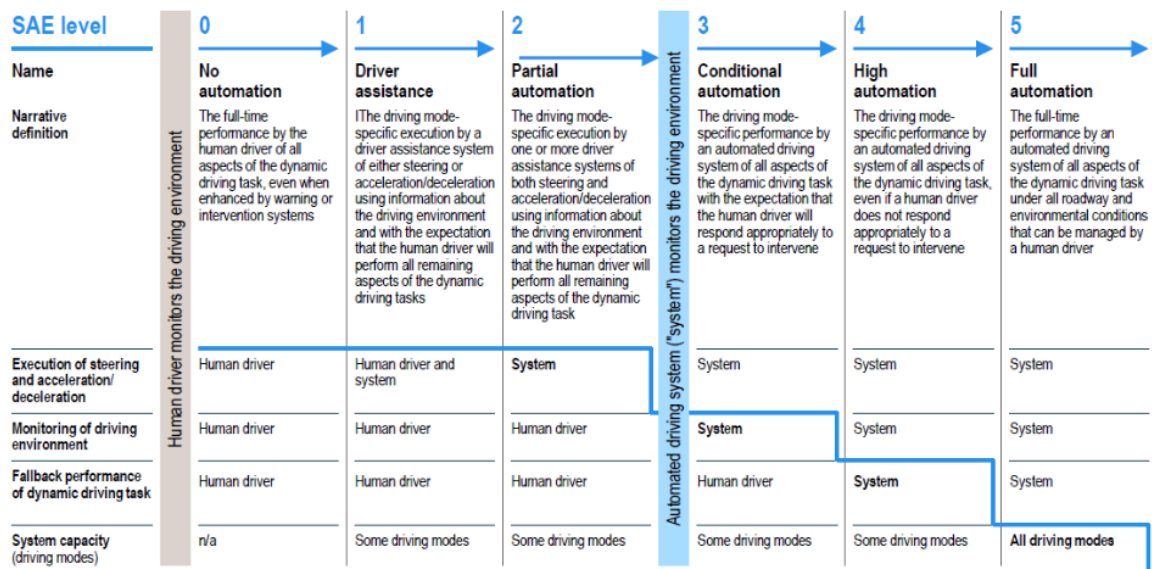 SAE level
0
1
2
3
4
5
Name
No
automation
Driver
assistance
Partial
automation
Conditional
automation
High
automation
Full
automation
Narrative
definition
Human driver monitors the driving environment
The full-time
performance by the
human driver of all
aspects of the dynamic
driving task, even when
enhanced by warning or
intervention systems
IThe driving mode-
specific execution by a
driver assistance system
of either steering or
acceleration/deceleration
using information about
the driving environment
and with the expectation
that the human driver will
perform all remaining
aspects of the dynamic
driving tasks
The driving mode-
specific execution by
one or more driver
assistance systems of
both steering and
acceleration/deceleration
using information about
the driving environment
and with the expectation
that the human driver will
perform all remaining
aspects of the dynamic
driving task
Automated driving system ("system") monitors the driving environment
The driving mode-
specific performance by
an automated driving
system of all aspects of
the dynamic driving task
with the expectation that
the human driver will
respond appropriately to
a request to intervene
The driving mode-
specific performance by
an automated driving
system of all aspects of
the dynamic driving task,
even if a human driver
does not respond
appropriately to a
request to intervene
The full-time
performance by an
automated driving
system of all aspects of
the dynamic driving task
under all roadway and
environmental conditions
that can be managed by
a human driver
Execution of steering
and acceleration/
deceleration
Human driver
Human driver and
system
System
System
System
System
Monitoring of driving
environment
Human driver
Human driver
Human driver
System
System
System
Fallback performance
of dynamic driving task
Human driver
Human driver
Human driver
Human driver
System
System
System capacity
(driving modes)
n/a
Some driving modes
Some driving modes
Some driving modes
Some driving modes
All driving modes